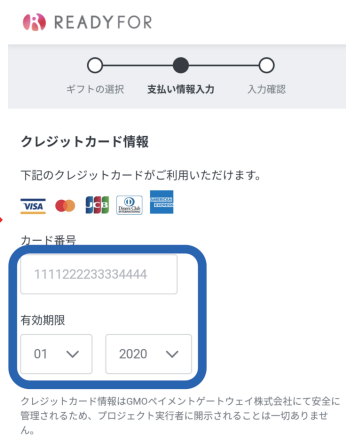 READYFOR
ギフトの選択 支払い情報入力 入力確認
クレジットカード情報
下記のクレジットカードがご利用いただけます。
VISA JCB Diners Club INTERNATIONAL AMERICAN EXPRESS
カード番号
1111222233334444
有効期限
01 2020
クレジットカード情報はGMOペイメントゲートウェイ株式会社にて安全に
管理されるため、プロジェクト実行者に開示されることは一切ありませ
ん。